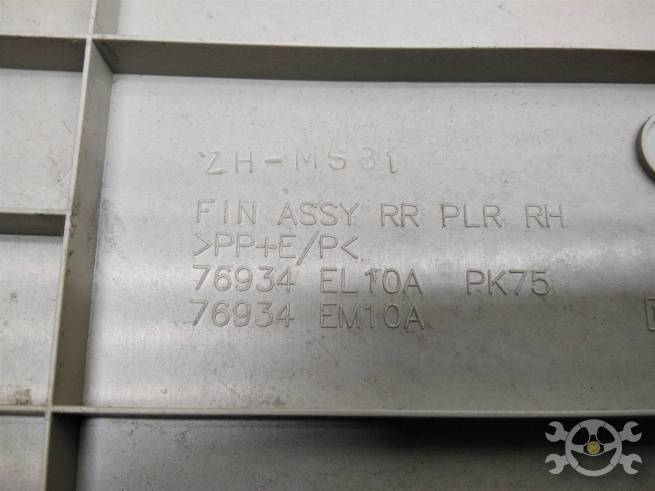 ZH-MS31
FIN ASSY RR PLR RH
>PP+E/P<
76934 EL10A PK75
76934 EM10A